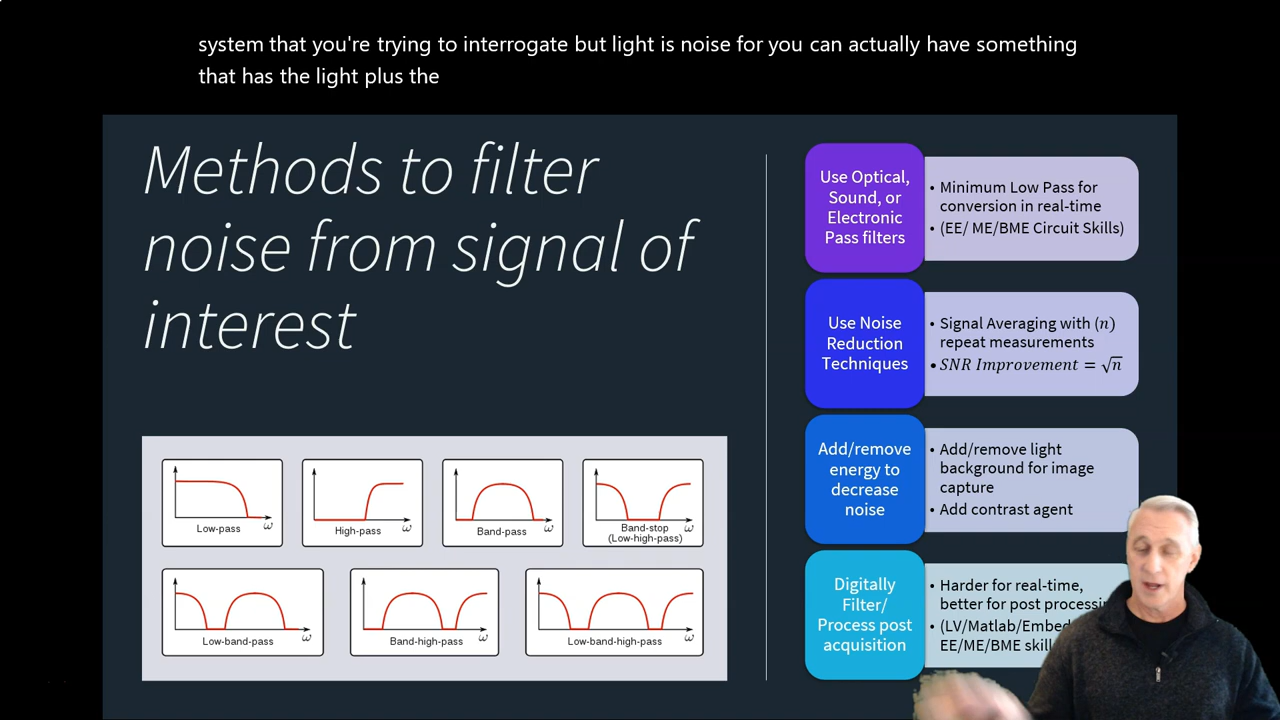 system that you're trying to interrogate but light is noise for you can actually have something
that has the light plus the
Methods to filter
noise from signal of
interest
Low-pass
ω
High-pass
ω
Band-pass
ω
Band-stop
(Low-high-pass)
ω
Low-band-pass
ω
Band-high-pass
ω
Low-band-high-pass
ω
Use Optical,
Sound, or
Electronic
Pass filters
• Minimum Low Pass for
conversion in real-time
• (EE/ ME/BME Circuit Skills)
Use Noise
Reduction
Techniques
• Signal Averaging with (n)
repeat measurements
• SNR Improvement = √n
Add/remove
energy to
decrease
noise
• Add/remove light
background for image
capture
• Add contrast agent
Digitally
Filter/
Process post
acquisition
• Harder for real-time,
better for post
• (LV/Matlab/
EE/ME/BME